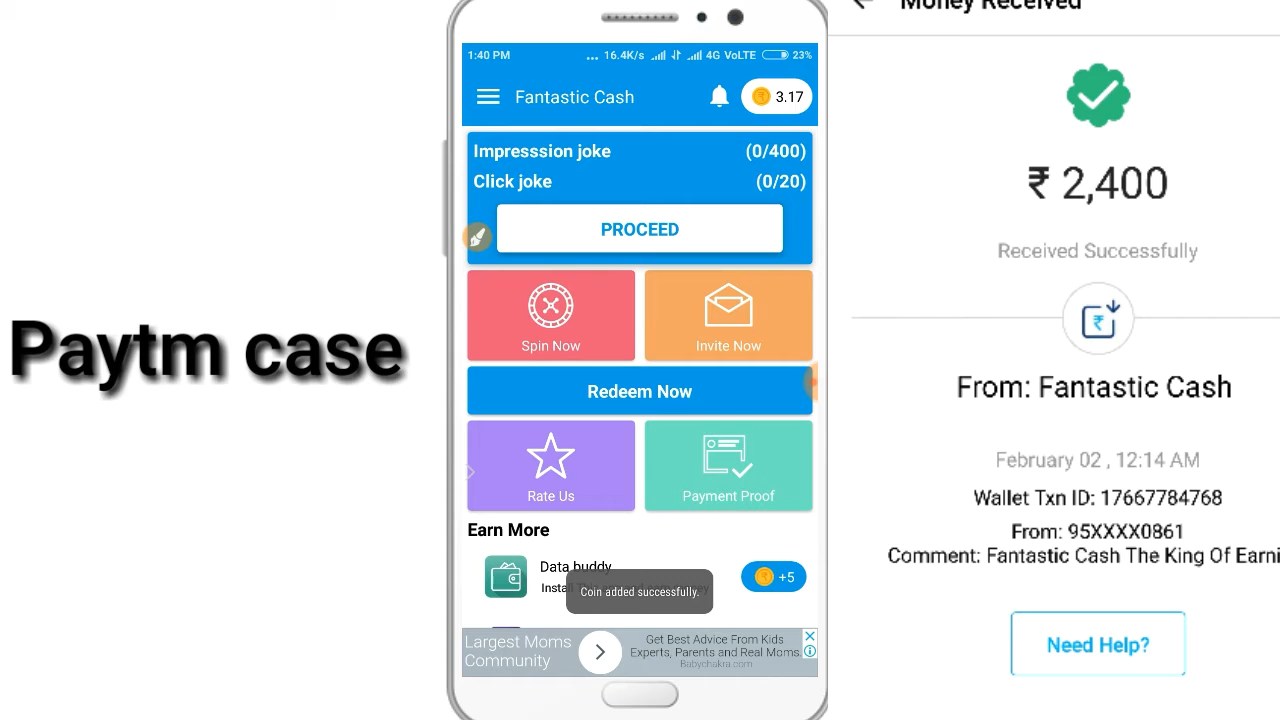 Paytm case
1:40 PM ... 16.4K/s 4G VoLTE 23%
Fantastic Cash 3.17
Impresssion joke (0/400)
Click joke (0/20)
PROCEED
Spin Now Invite Now
Redeem Now
Rate Us Payment Proof
Earn More
Data buddy
+5
Coin added successfully.
Largest Moms
Community
Get Best Advice From Kids
Experts, Parents and Real Moms.
Babychakra.com
Money Received
₹ 2,400
Received Successfully
₹
From: Fantastic Cash
February 02 , 12:14 AM
Wallet Txn ID: 17667784768
From: 95XXXX0861
Comment: Fantastic Cash The King Of Earni
Need Help?